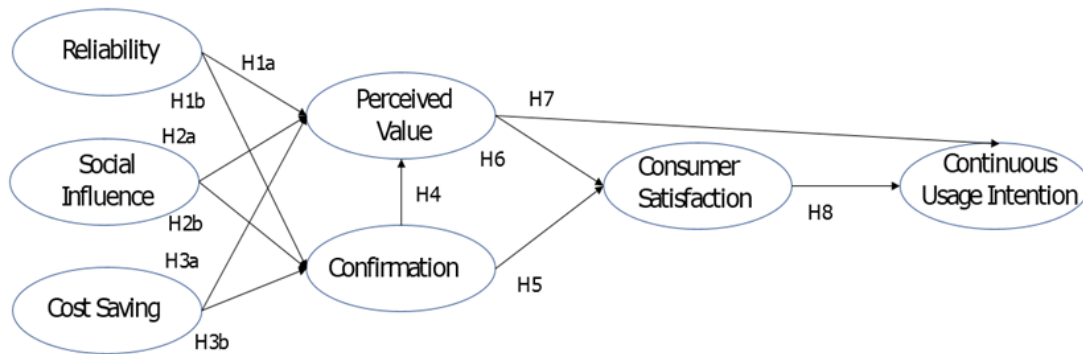 Reliability
H1a
H1b
Perceived
Value
H7
H2a
H6
Social
Influence
Consumer
Satisfaction
Continuous
Usage Intention
H4
H8
H2b
H3a
Confirmation
H5
Cost Saving
H3b